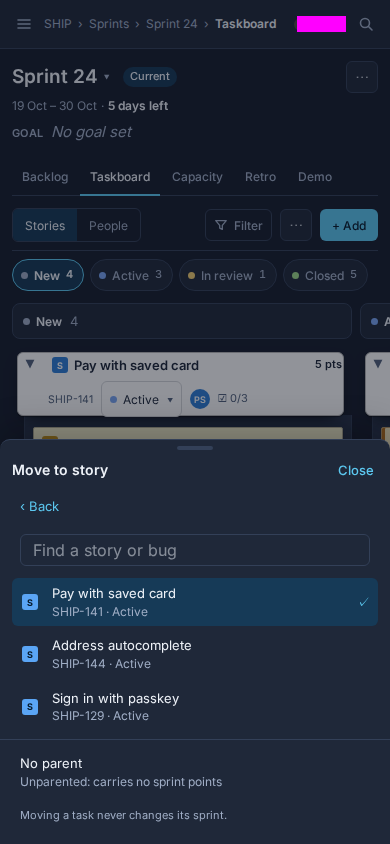 SHIP › Sprints › Sprint 24 › Taskboard
Sprint 24 ▾ Current ···
19 Oct – 30 Oct · 5 days left
GOAL No goal set
Backlog Taskboard Capacity Retro Demo
Stories People Filter ··· + Add
New 4 Active 3 In review 1 Closed 5
New 4
▼ S Pay with saved card 5 pts ▼
SHIP-141 Active ▾ PS ☑ 0/3
Move to story Close
‹ Back
Find a story or bug
S Pay with saved card ✓
SHIP-141 · Active
S Address autocomplete
SHIP-144 · Active
S Sign in with passkey
SHIP-129 · Active
No parent
Unparented: carries no sprint points
Moving a task never changes its sprint.